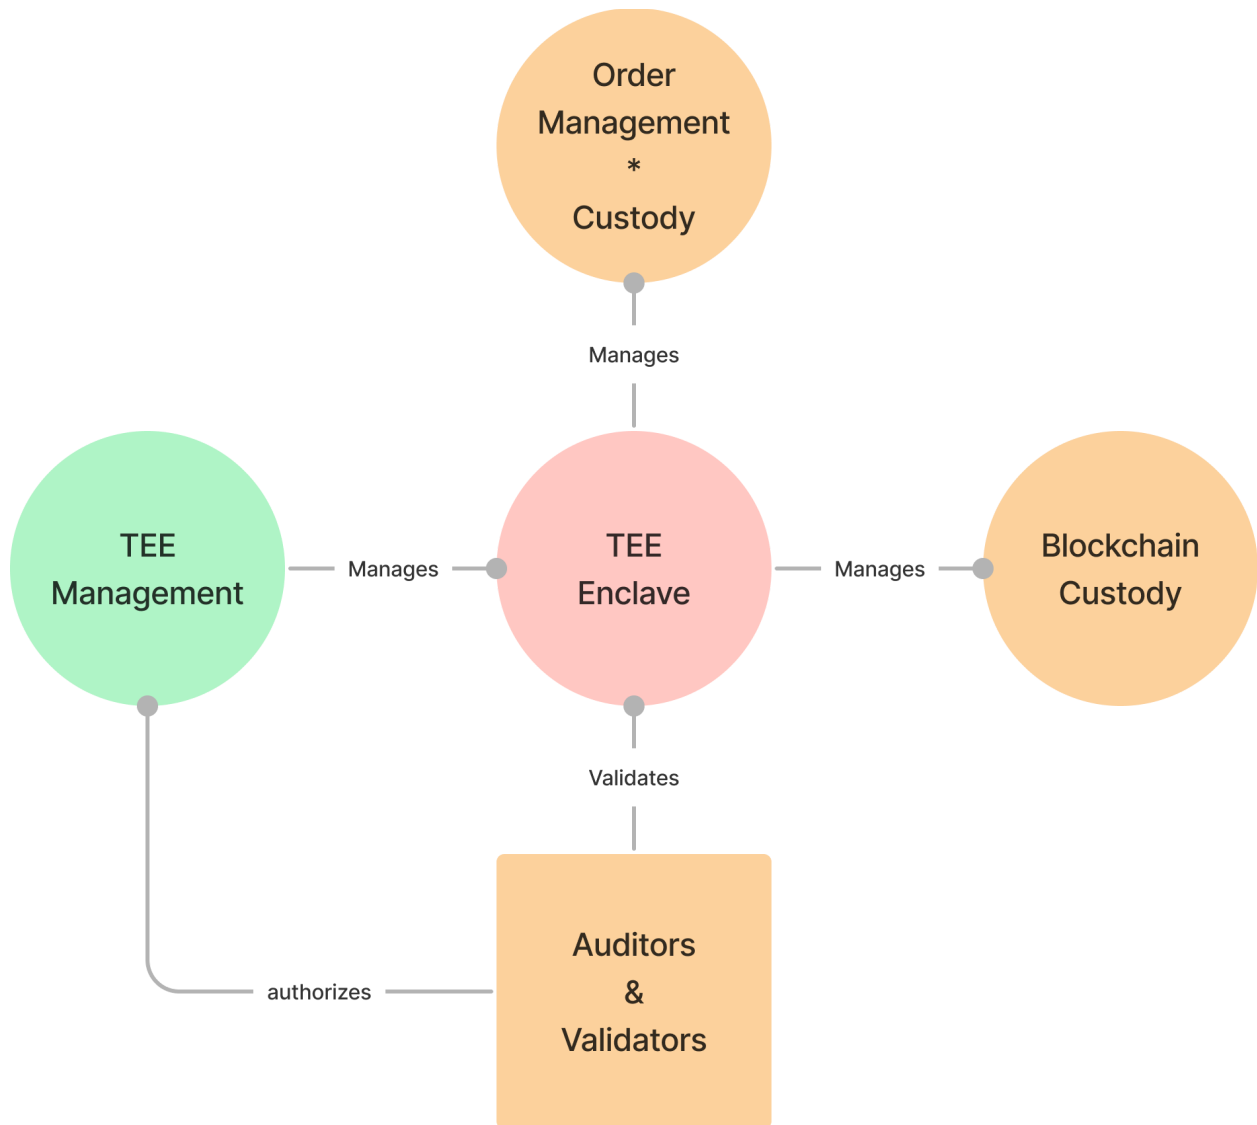 Order
Management
*
Custody
Manages
TEE
Management
Manages
TEE
Enclave
Manages
Blockchain
Custody
Validates
Auditors
&
Validators
authorizes